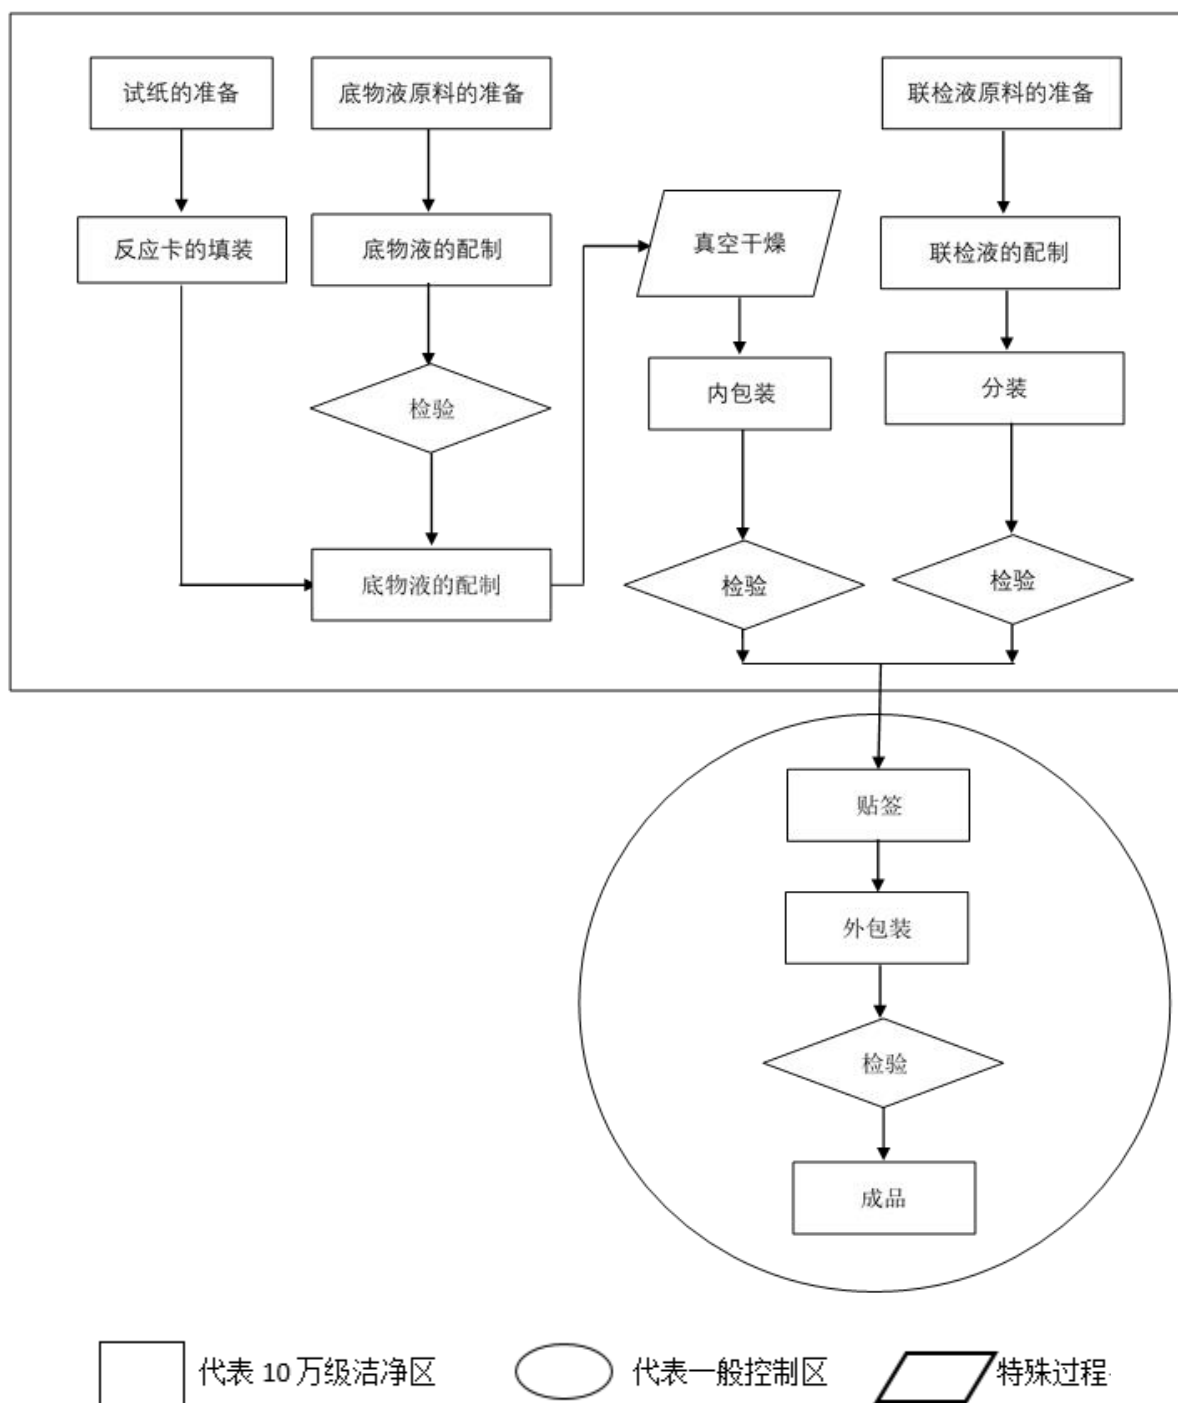 试纸的准备
底物液原料的准备
联检液原料的准备
反应卡的填装
底物液的配制
真空干燥
联检液的配制
检验
内包装
分装
底物液的配制
检验
检验
贴签
外包装
检验
成品
代表 10 万级洁净区
代表一般控制区
特殊过程